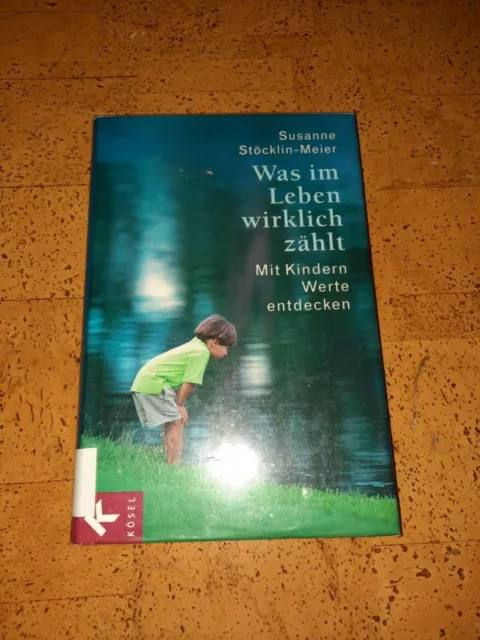 Susanne
Stöcklin-Meier
Was im
Leben
wirklich
zählt
Mit Kindern
Werte
entdecken
KÖSEL